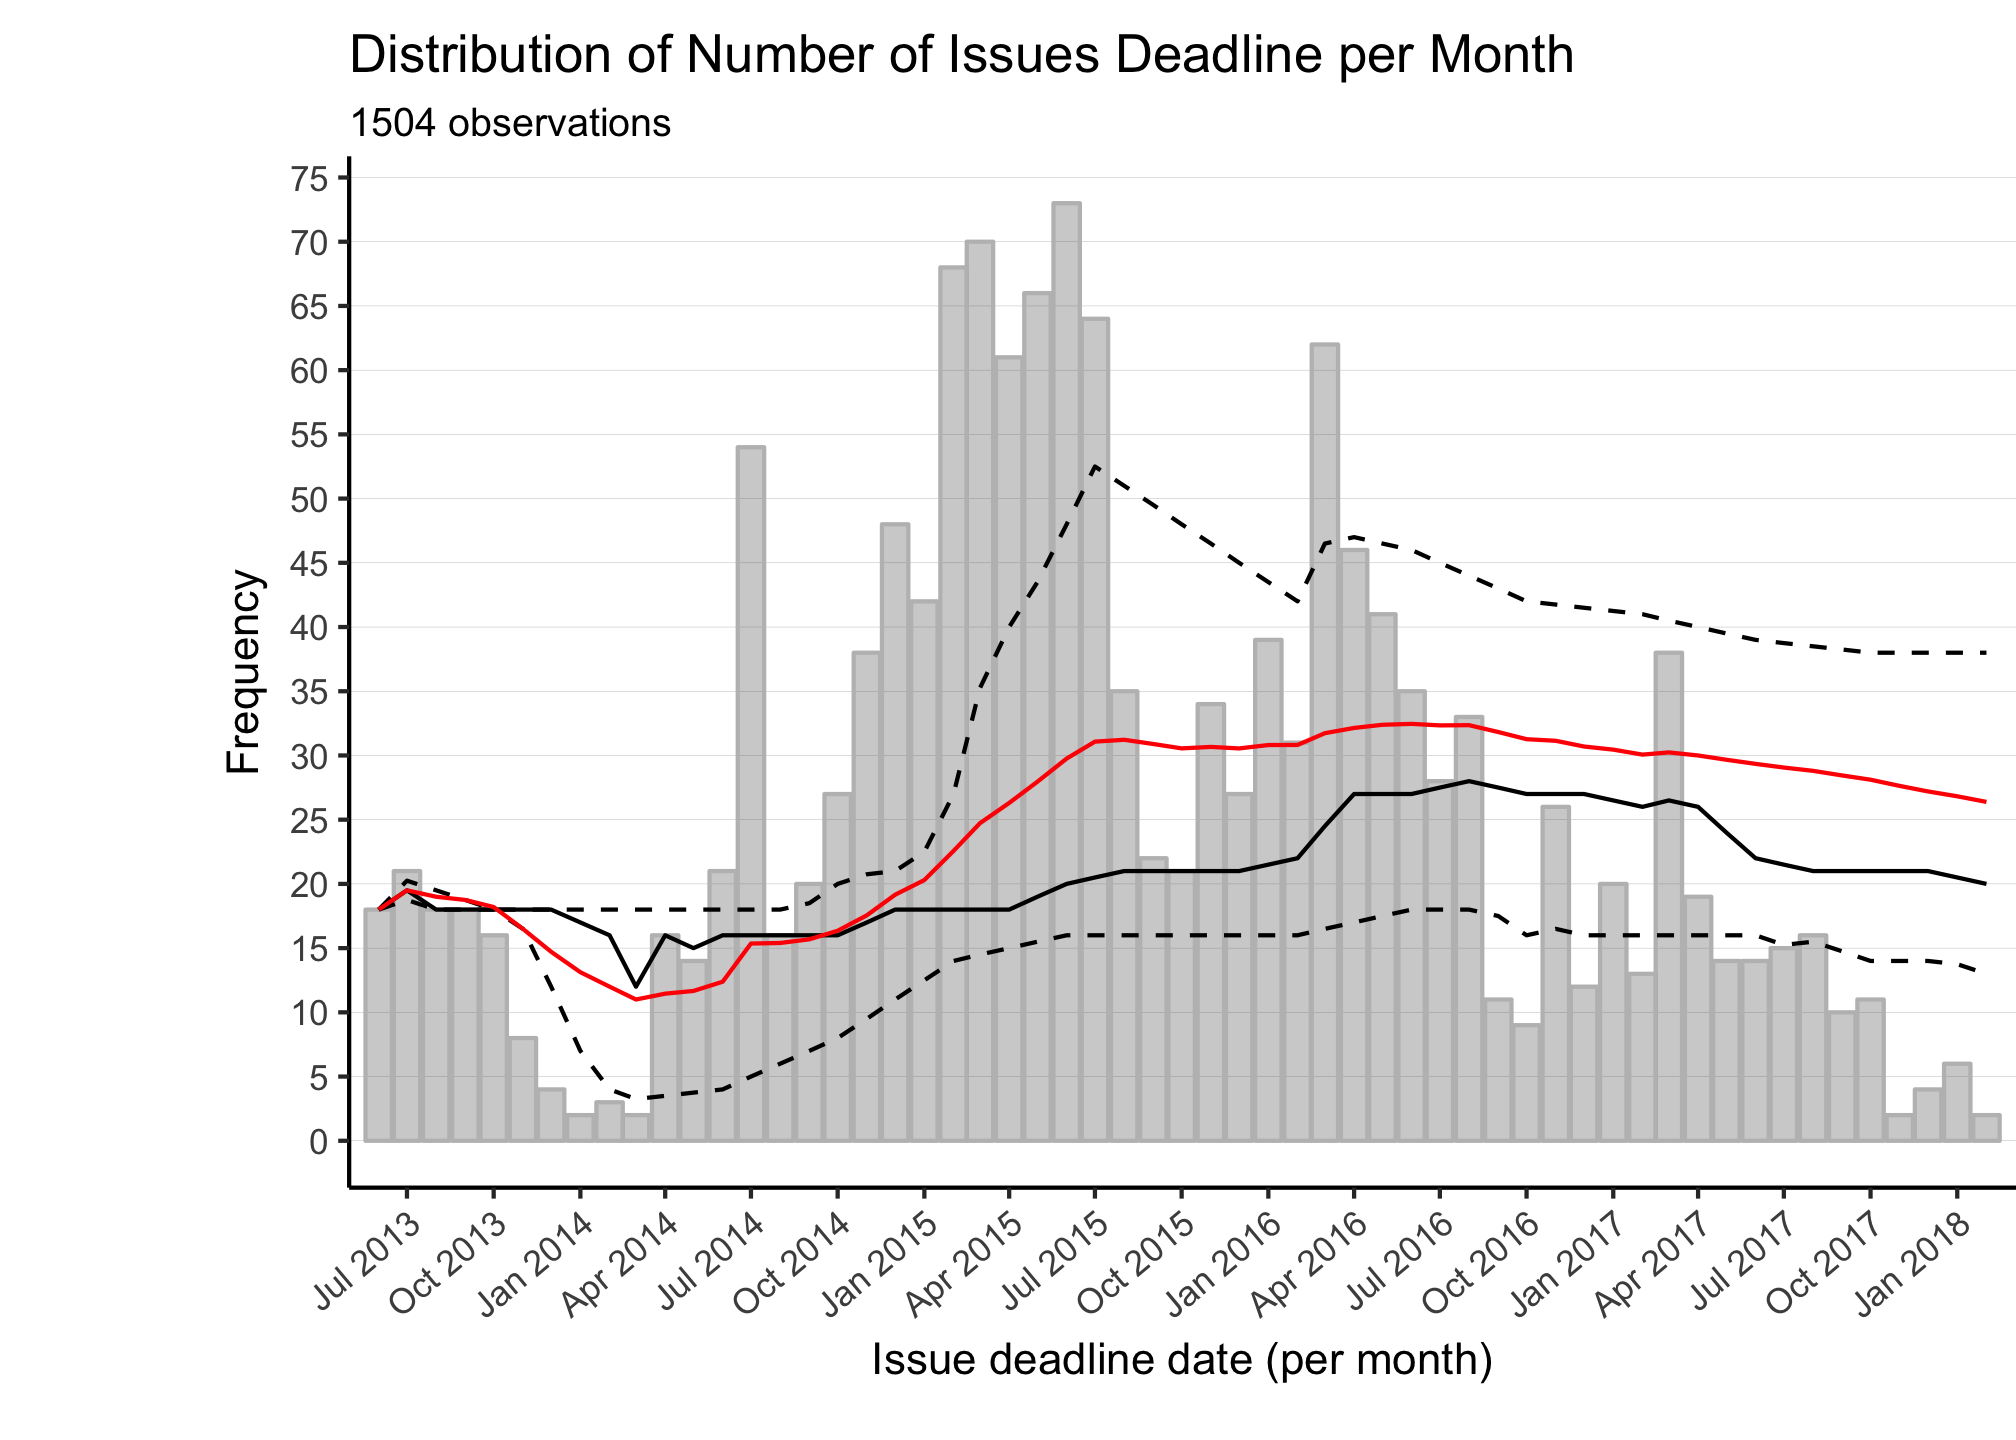 Distribution of Number of Issues Deadline per Month
1504 observations
75
70
65
60
55
50
45
40
35
30
25
20
15
10
5
0
Frequency
Jul 2013
Oct 2013
Jan 2014
Apr 2014
Jul 2014
Oct 2014
Jan 2015
Apr 2015
Jul 2015
Oct 2015
Jan 2016
Apr 2016
Jul 2016
Oct 2016
Jan 2017
Apr 2017
Jul 2017
Oct 2017
Jan 2018
Issue deadline date (per month)